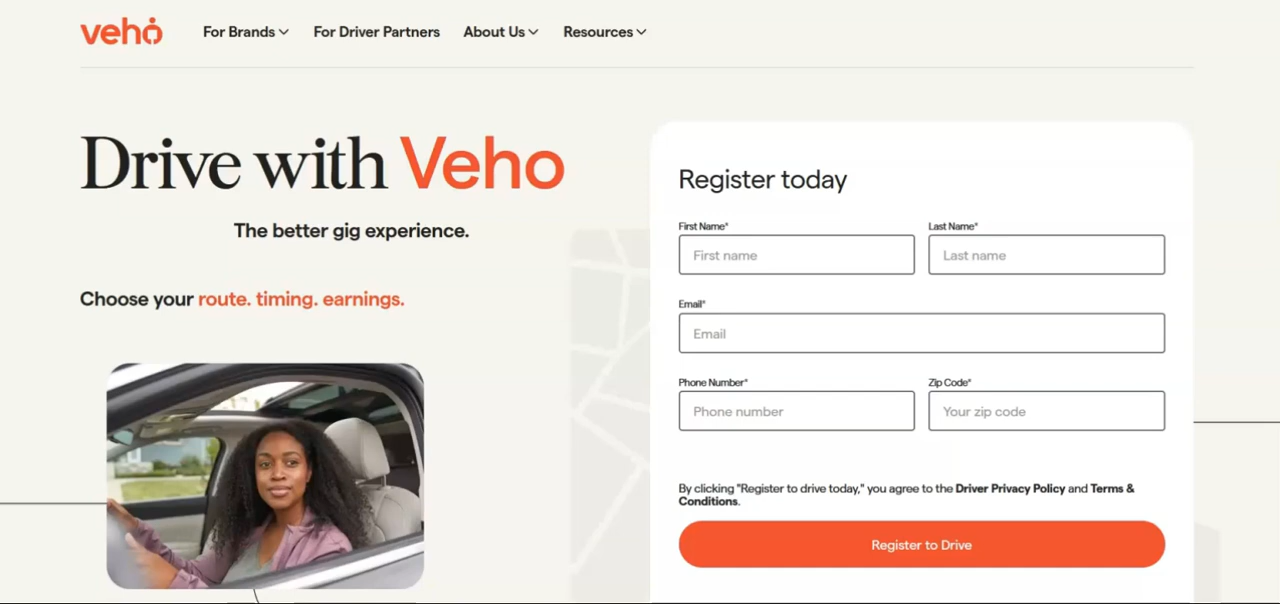 veho
For Brands
For Driver Partners
About Us
Resources
Drive with Veho
The better gig experience.
Choose your route. timing. earnings.
Register today
First Name*
Last Name*
First name
Last name
Email*
Email
Phone Number*
Zip Code*
Phone number
Your zip code
By clicking "Register to drive today," you agree to the Driver Privacy Policy and Terms &
Conditions.
Register to Drive